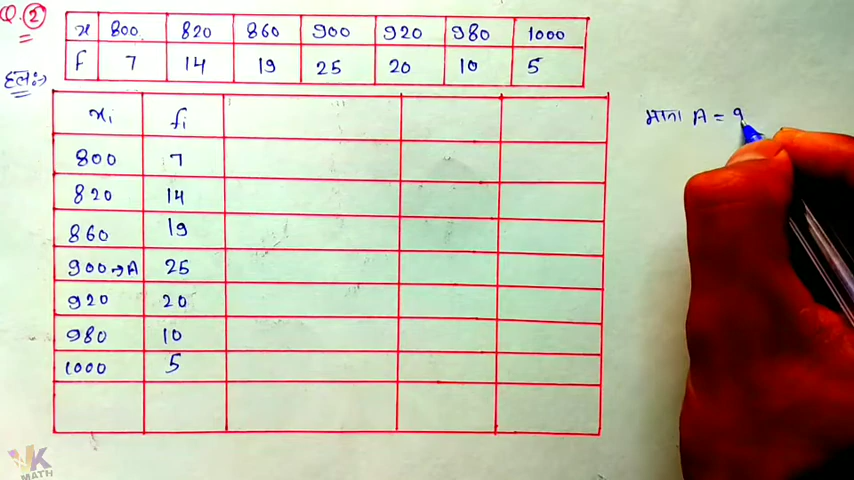 Q. 2
x 800 820 860 900 920 980 1000
f 7 14 19 25 20 10 5
हल:-
xi fi
माना A = 9
800 7
820 14
860 19
900→A 25
920 20
980 10
1000 5
VK
MATH